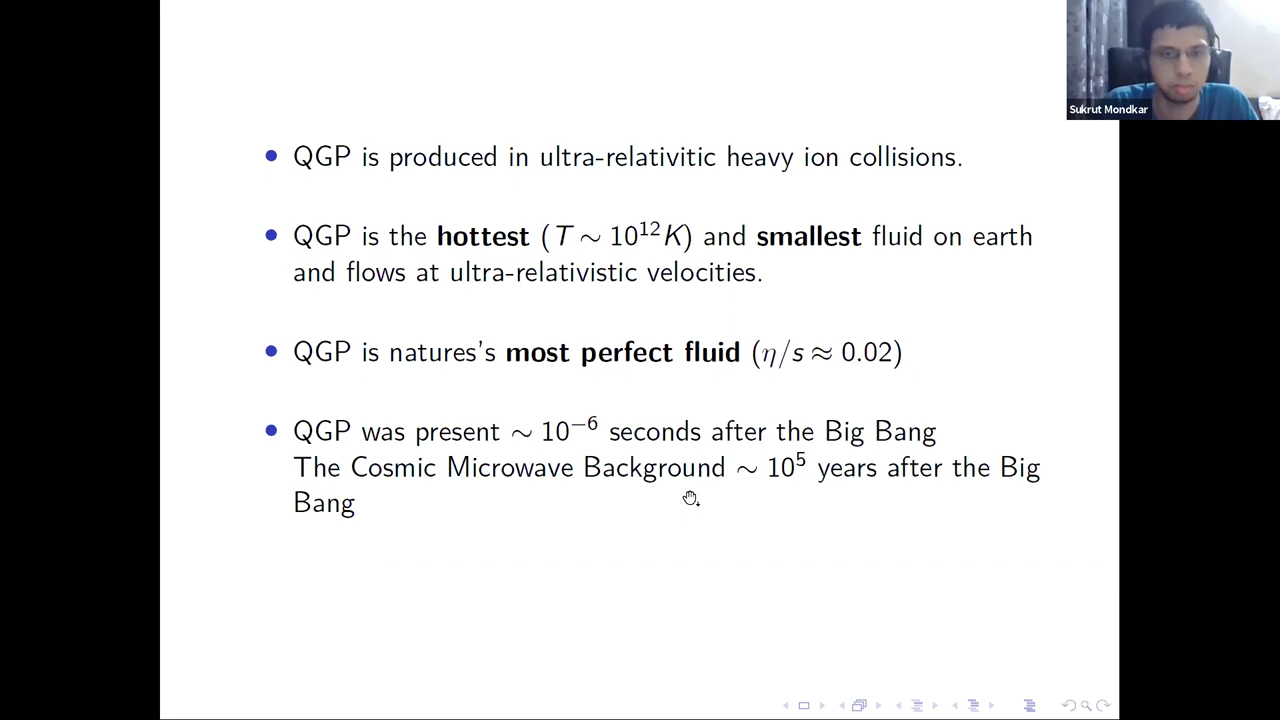 Sukrut Mondkar
• QGP is produced in ultra-relativitic heavy ion collisions.
• QGP is the hottest (T ∼ 10¹²K) and smallest fluid on earth
and flows at ultra-relativistic velocities.
• QGP is natures's most perfect fluid (η/s ≈ 0.02)
• QGP was present ∼ 10⁻⁶ seconds after the Big Bang
The Cosmic Microwave Background ∼ 10⁵ years after the Big
Bang